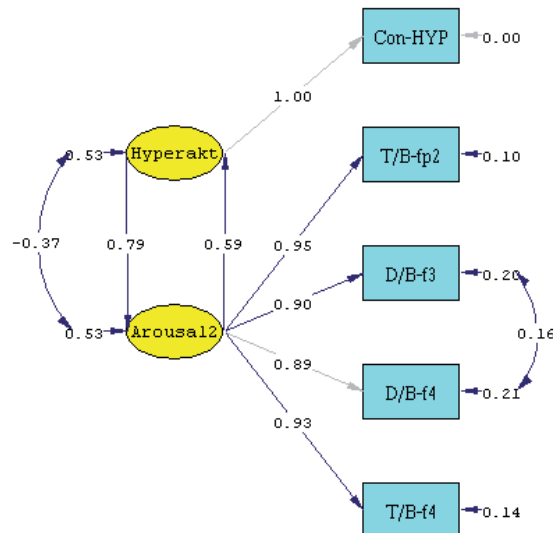 Con-HYP
0.00
1.00
0.53
Hyperakt
T/B-fp2
0.10
-0.37
0.79
0.59
0.95
D/B-f3
0.20
0.90
0.53
Arousal2
0.16
0.89
D/B-f4
0.21
0.93
T/B-f4
0.14